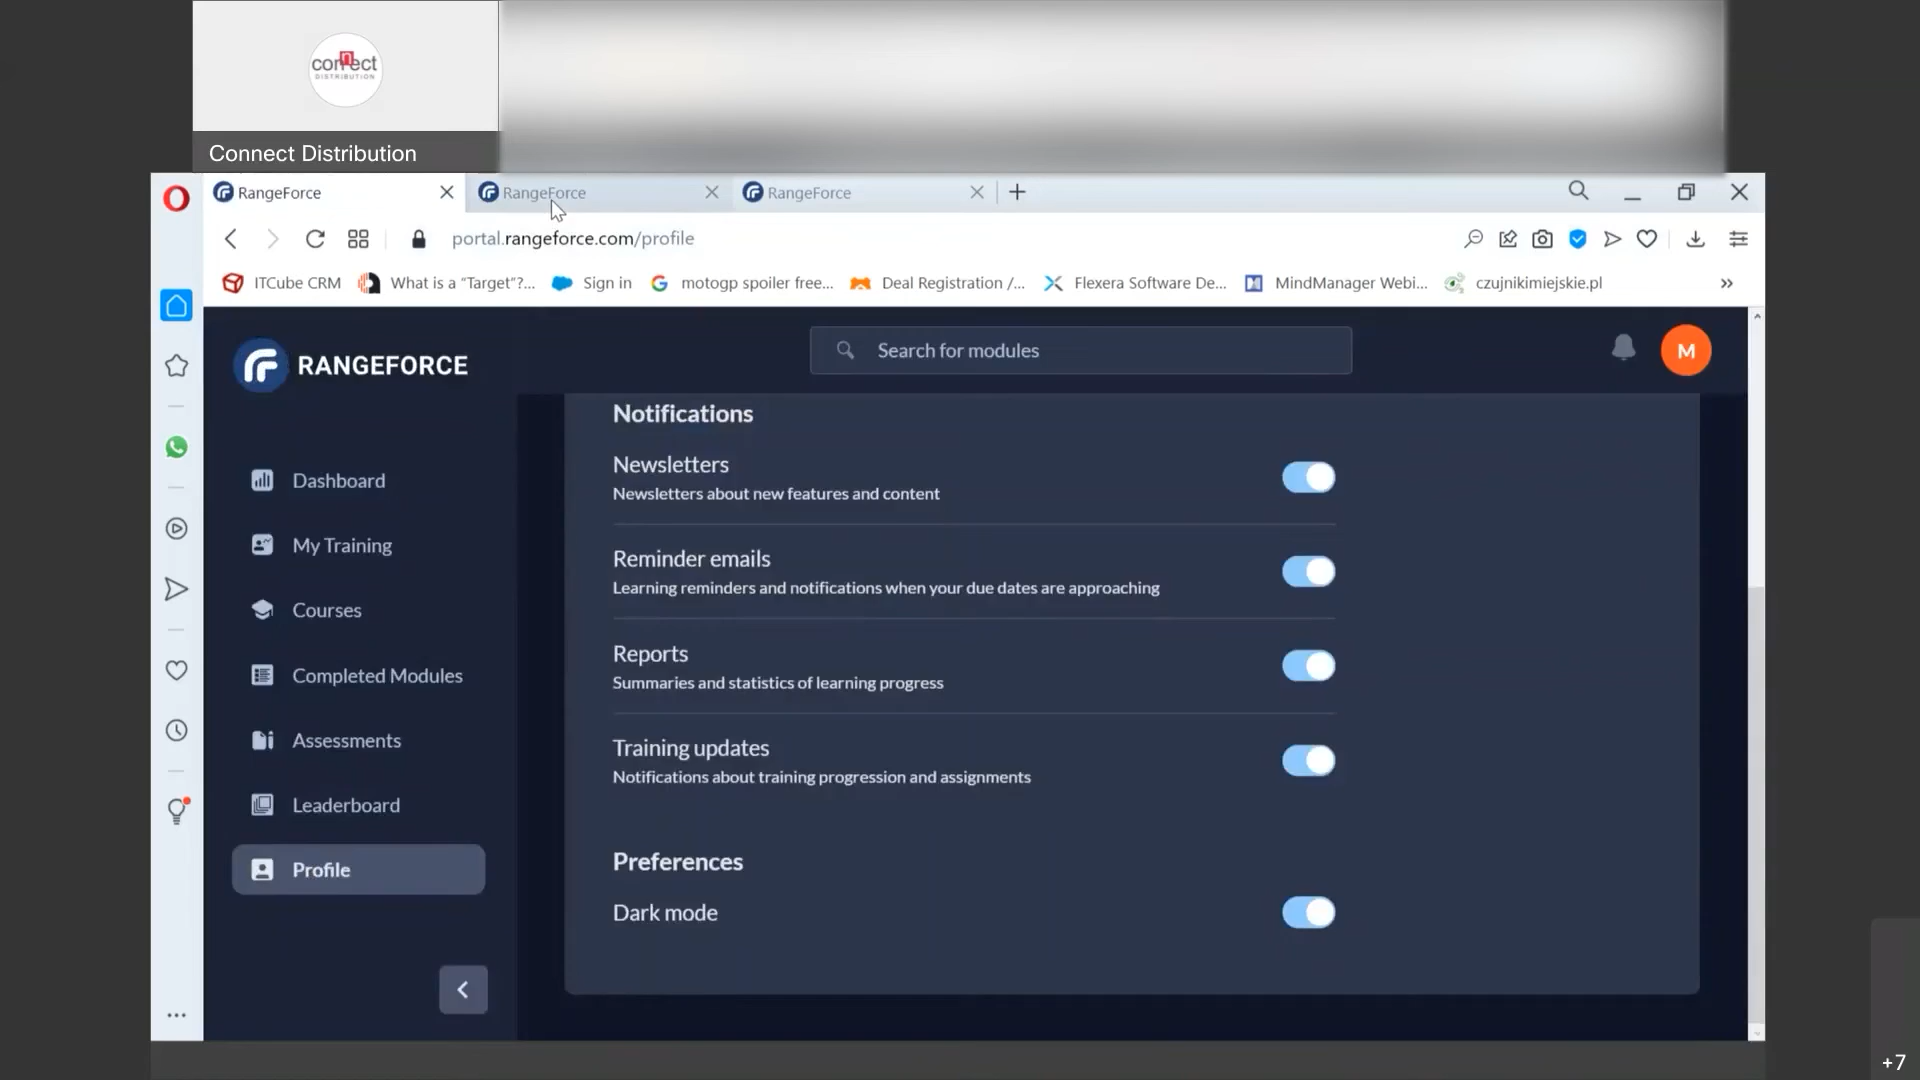 connect
DISTRIBUTION
Connect Distribution
RangeForce
RangeForce
RangeForce
portal.rangeforce.com/profile
ITCube CRM
What is a “Target”?...
Sign in
motogp spoiler free...
Deal Registration /...
Flexera Software De...
MindManager Webi...
czujnikimiejskie.pl
RANGEFORCE
Search for modules
M
Dashboard
My Training
Courses
Completed Modules
Assessments
Leaderboard
Profile
Notifications
Newsletters
Newsletters about new features and content
Reminder emails
Learning reminders and notifications when your due dates are approaching
Reports
Summaries and statistics of learning progress
Training updates
Notifications about training progression and assignments
Preferences
Dark mode
+7